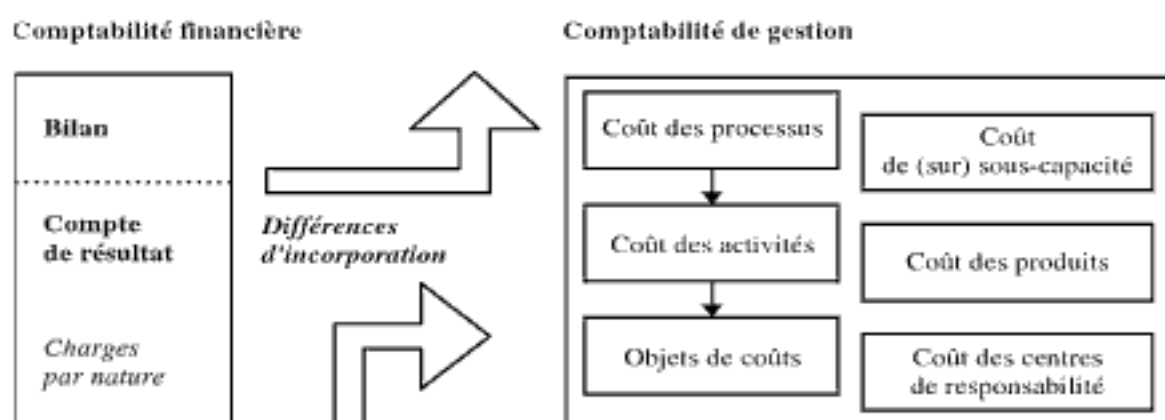 Comptabilité financière
Comptabilité de gestion
Bilan
Compte
de résultat
Charges
par nature
Différences
d'incorporation
Coût des processus
Coût des activités
Objets de coûts
Coût
de (sur) sous-capacité
Coût des produits
Coût des centres
de responsabilité